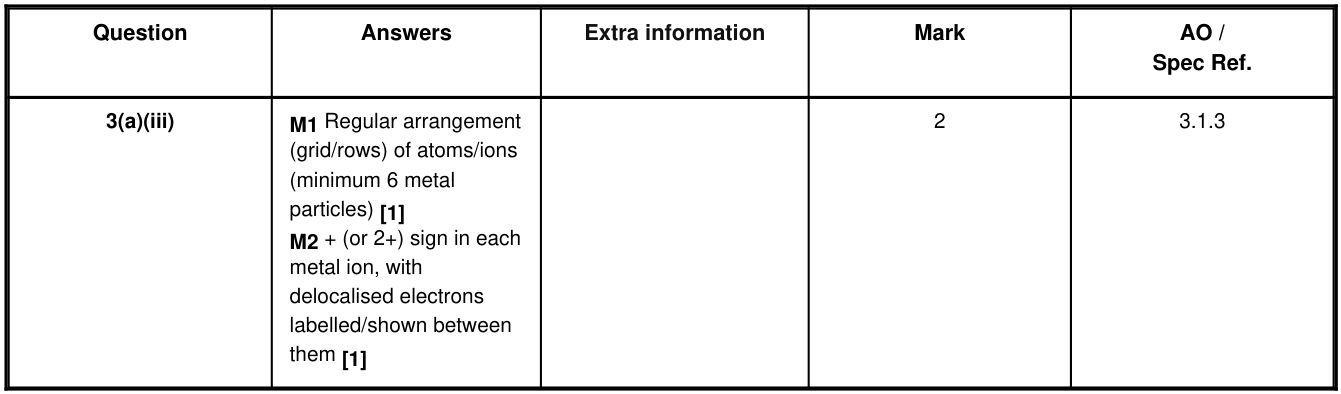 Question Answers Extra information Mark AO /
Spec Ref.
3(a)(iii) M1 Regular arrangement 2 3.1.3
(grid/rows) of atoms/ions
(minimum 6 metal
particles) [1]
M2 + (or 2+) sign in each
metal ion, with
delocalised electrons
labelled/shown between
them [1]